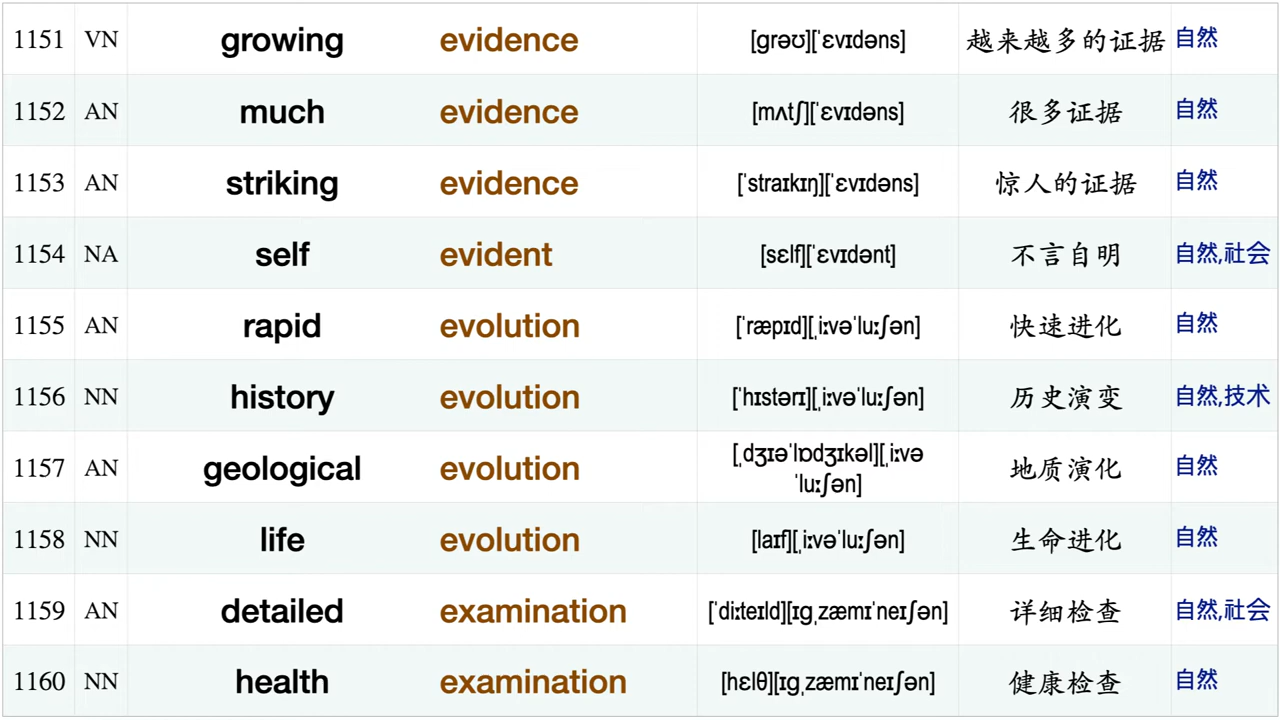 1151 VN growing evidence [grəʊ][ˈɛvɪdəns] 越来越多的证据 自然
1152 AN much evidence [mʌtʃ][ˈɛvɪdəns] 很多证据 自然
1153 AN striking evidence [ˈstraɪkɪŋ][ˈɛvɪdəns] 惊人的证据 自然
1154 NA self evident [sɛlf][ˈɛvɪdənt] 不言自明 自然,社会
1155 AN rapid evolution [ˈræpɪd][ˌiːvəˈluːʃən] 快速进化 自然
1156 NN history evolution [ˈhɪstərɪ][ˌiːvəˈluːʃən] 历史演变 自然,技术
1157 AN geological evolution [ˌdʒɪəˈlɒdʒɪkəl][ˌiːvə
ˈluːʃən] 地质演化 自然
1158 NN life evolution [laɪf][ˌiːvəˈluːʃən] 生命进化 自然
1159 AN detailed examination [ˈdiːteɪld][ɪgˌzæmɪˈneɪʃən] 详细检查 自然,社会
1160 NN health examination [hɛlθ][ɪgˌzæmɪˈneɪʃən] 健康检查 自然